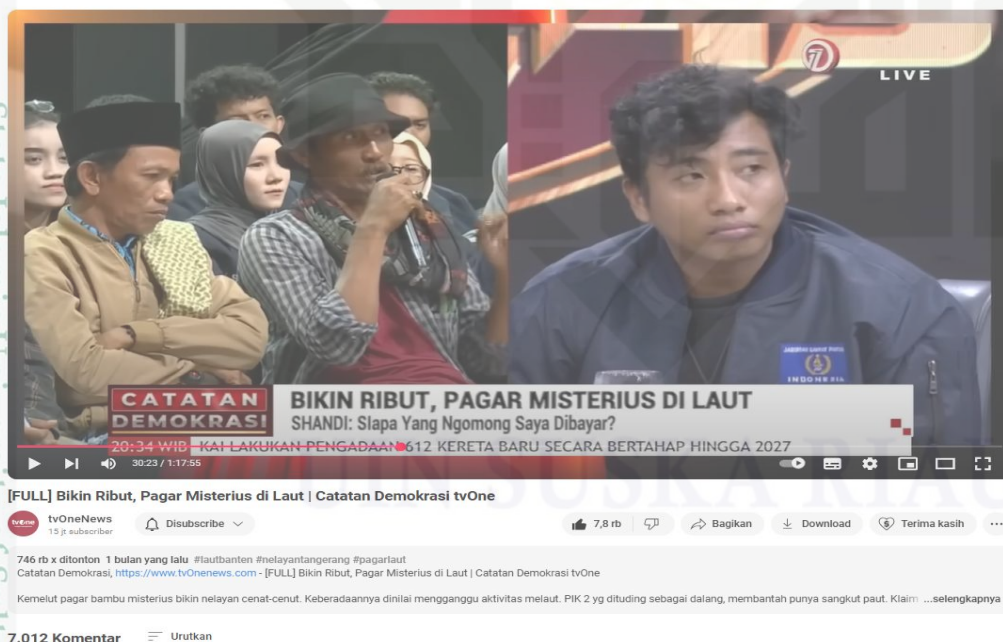 LIVE
CATATAN
DEMOKRASI
BIKIN RIBUT, PAGAR MISTERIUS DI LAUT
SHANDI: SIapa Yang Ngomong Saya Dibayar?
20:34 WIB KAI LAKUKAN PENGADAAN 612 KERETA BARU SECARA BERTAHAP HINGGA 2027
INDONESIA
30:23 / 1:17:55
[FULL] Bikin Ribut, Pagar Misterius di Laut | Catatan Demokrasi tvOne
tvOne
tvOneNews
15 jt subscriber
Disubscribe
7,8 rb
Bagikan
Download
Terima kasih
...
746 rb x ditonton 1 bulan yang lalu #lautbanten #nelayantangerang #pagarlaut
Catatan Demokrasi, https://www.tvOnenews.com - [FULL] Bikin Ribut, Pagar Misterius di Laut | Catatan Demokrasi tvOne
Kemelut pagar bambu misterius bikin nelayan cenat-cenut. Keberadaannya dinilai mengganggu aktivitas melaut. PIK 2 yg dituding sebagai dalang, membantah punya sangkut paut. Klaim ...selengkapnya
7.012 Komentar
Urutkan
UIN SUSKA RIAU